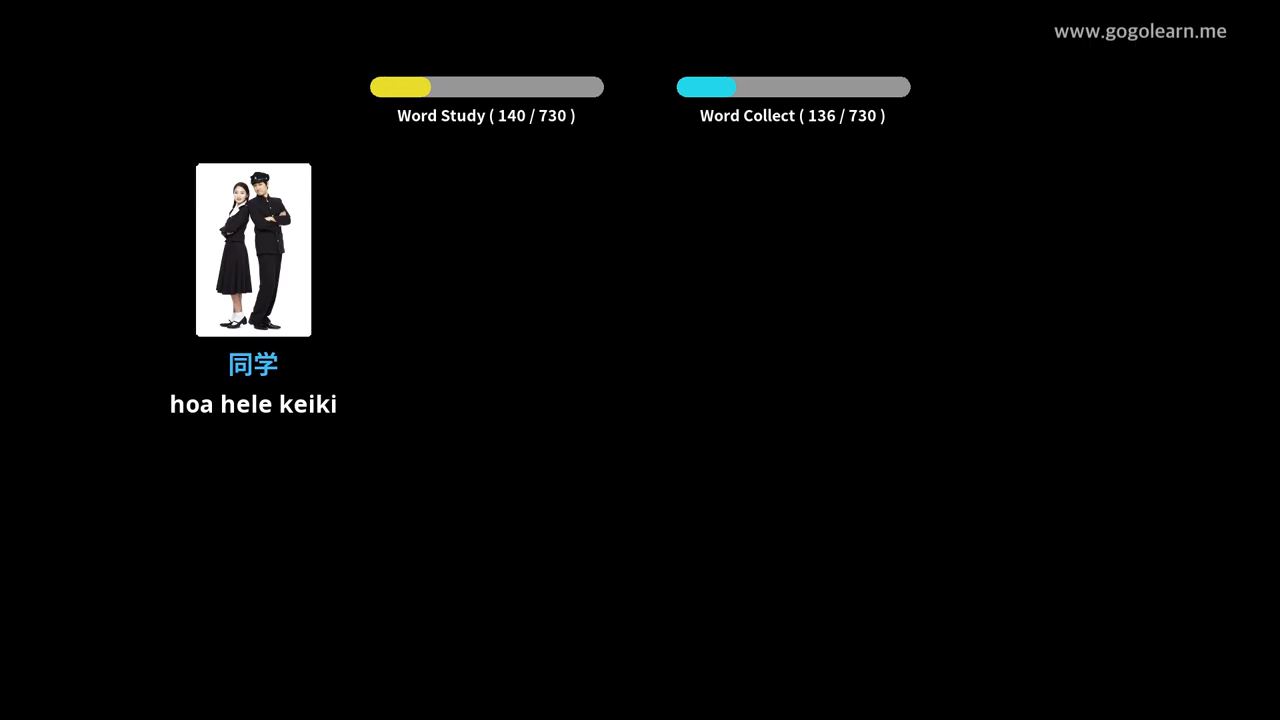 www.gogolearn.me
Word Study ( 140 / 730 )
Word Collect ( 136 / 730 )
同学
hoa hele keiki